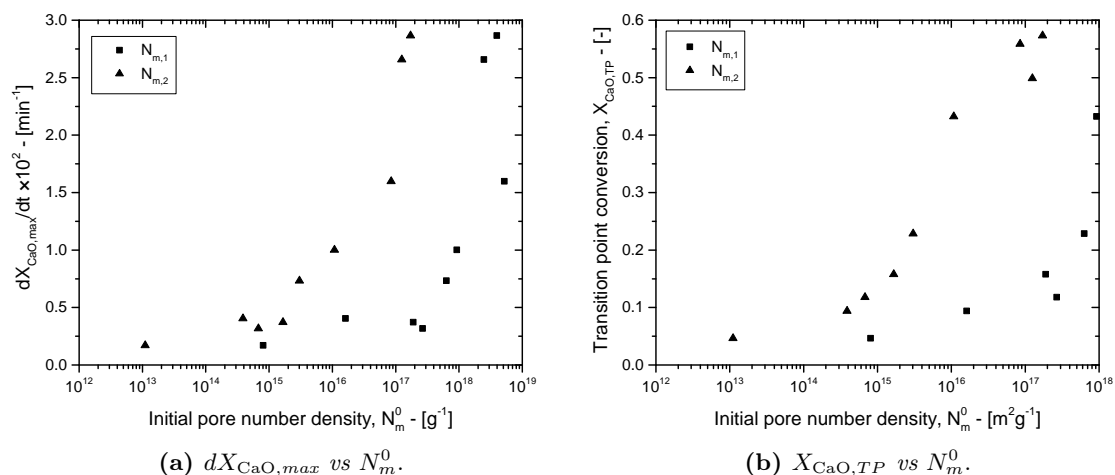 3.0
2.5
2.0
1.5
1.0
0.5
0.0
dX_CaO,max/dt ×10² - [min⁻¹]
N_m,1
N_m,2
10¹² 10¹³ 10¹⁴ 10¹⁵ 10¹⁶ 10¹⁷ 10¹⁸ 10¹⁹
Initial pore number density, N_m⁰ - [g⁻¹]
(a) dX_CaO,max vs N_m⁰.
0.6
0.5
0.4
0.3
0.2
0.1
0.0
Transition point conversion, X_CaO,TP - [-]
N_m,1
N_m,2
10¹² 10¹³ 10¹⁴ 10¹⁵ 10¹⁶ 10¹⁷ 10¹⁸
Initial pore number density, N_m⁰ - [m²g⁻¹]
(b) X_CaO,TP vs N_m⁰.